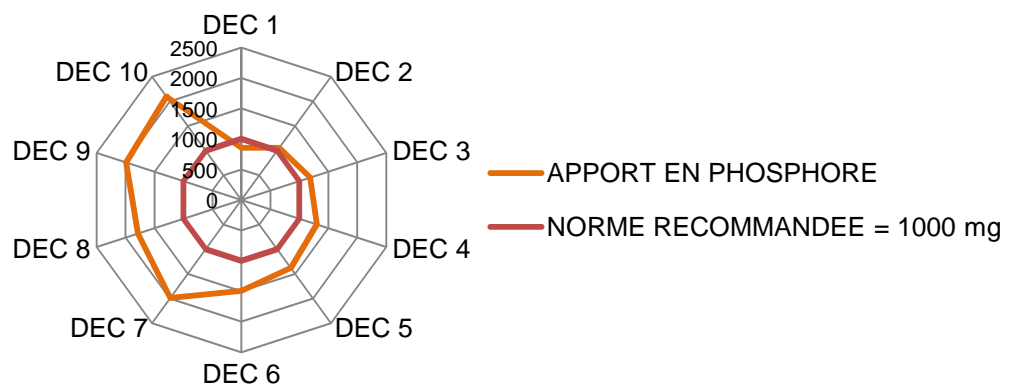 DEC 1
DEC 2
DEC 3
DEC 4
DEC 5
DEC 6
DEC 7
DEC 8
DEC 9
DEC 10
2500
2000
1500
1000
500
0
APPORT EN PHOSPHORE
NORME RECOMMANDEE = 1000 mg